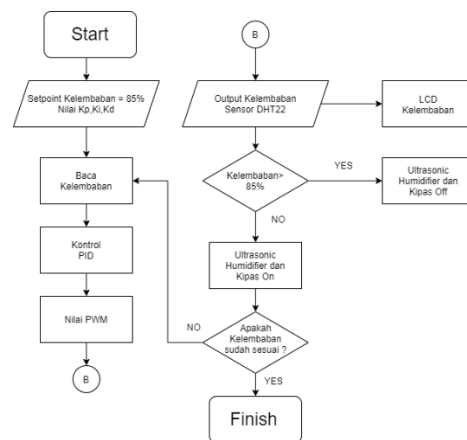 Start
Setpoint Kelembaban = 85%
Nilai Kp,Ki,Kd
Baca
Kelembaban
Kontrol
PID
Nilai PWM
B
B
Output Kelembaban
Sensor DHT22
LCD
Kelembaban
Kelembaban>
85%
YES
Ultrasonic
Humidifier dan
Kipas Off
NO
Ultrasonic
Humidifier dan
Kipas On
NO
Apakah
Kelembaban
sudah sesuai ?
YES
Finish